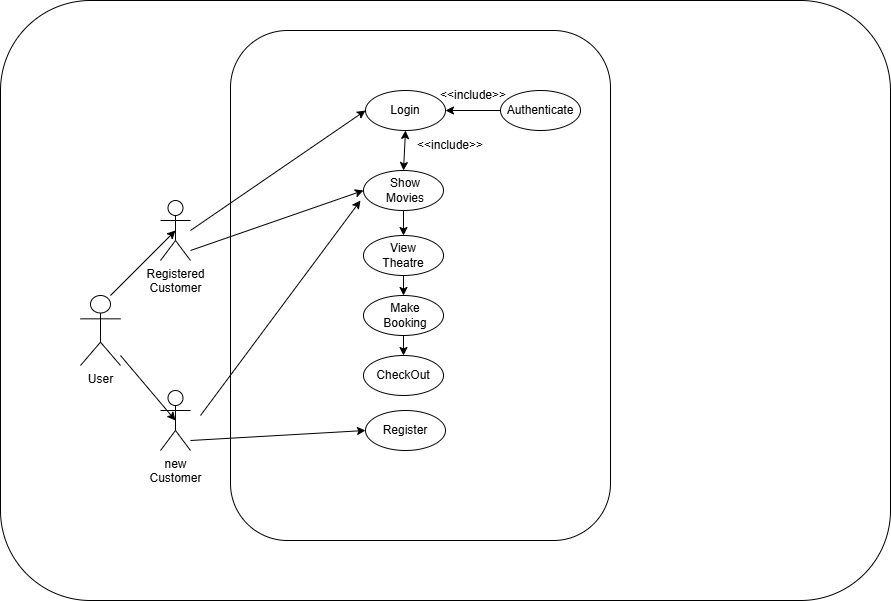 <<include>>
Login
Authenticate
<<include>>
Show
Movies
View
Theatre
Registered
Customer
Make
Booking
User
CheckOut
Register
new
Customer